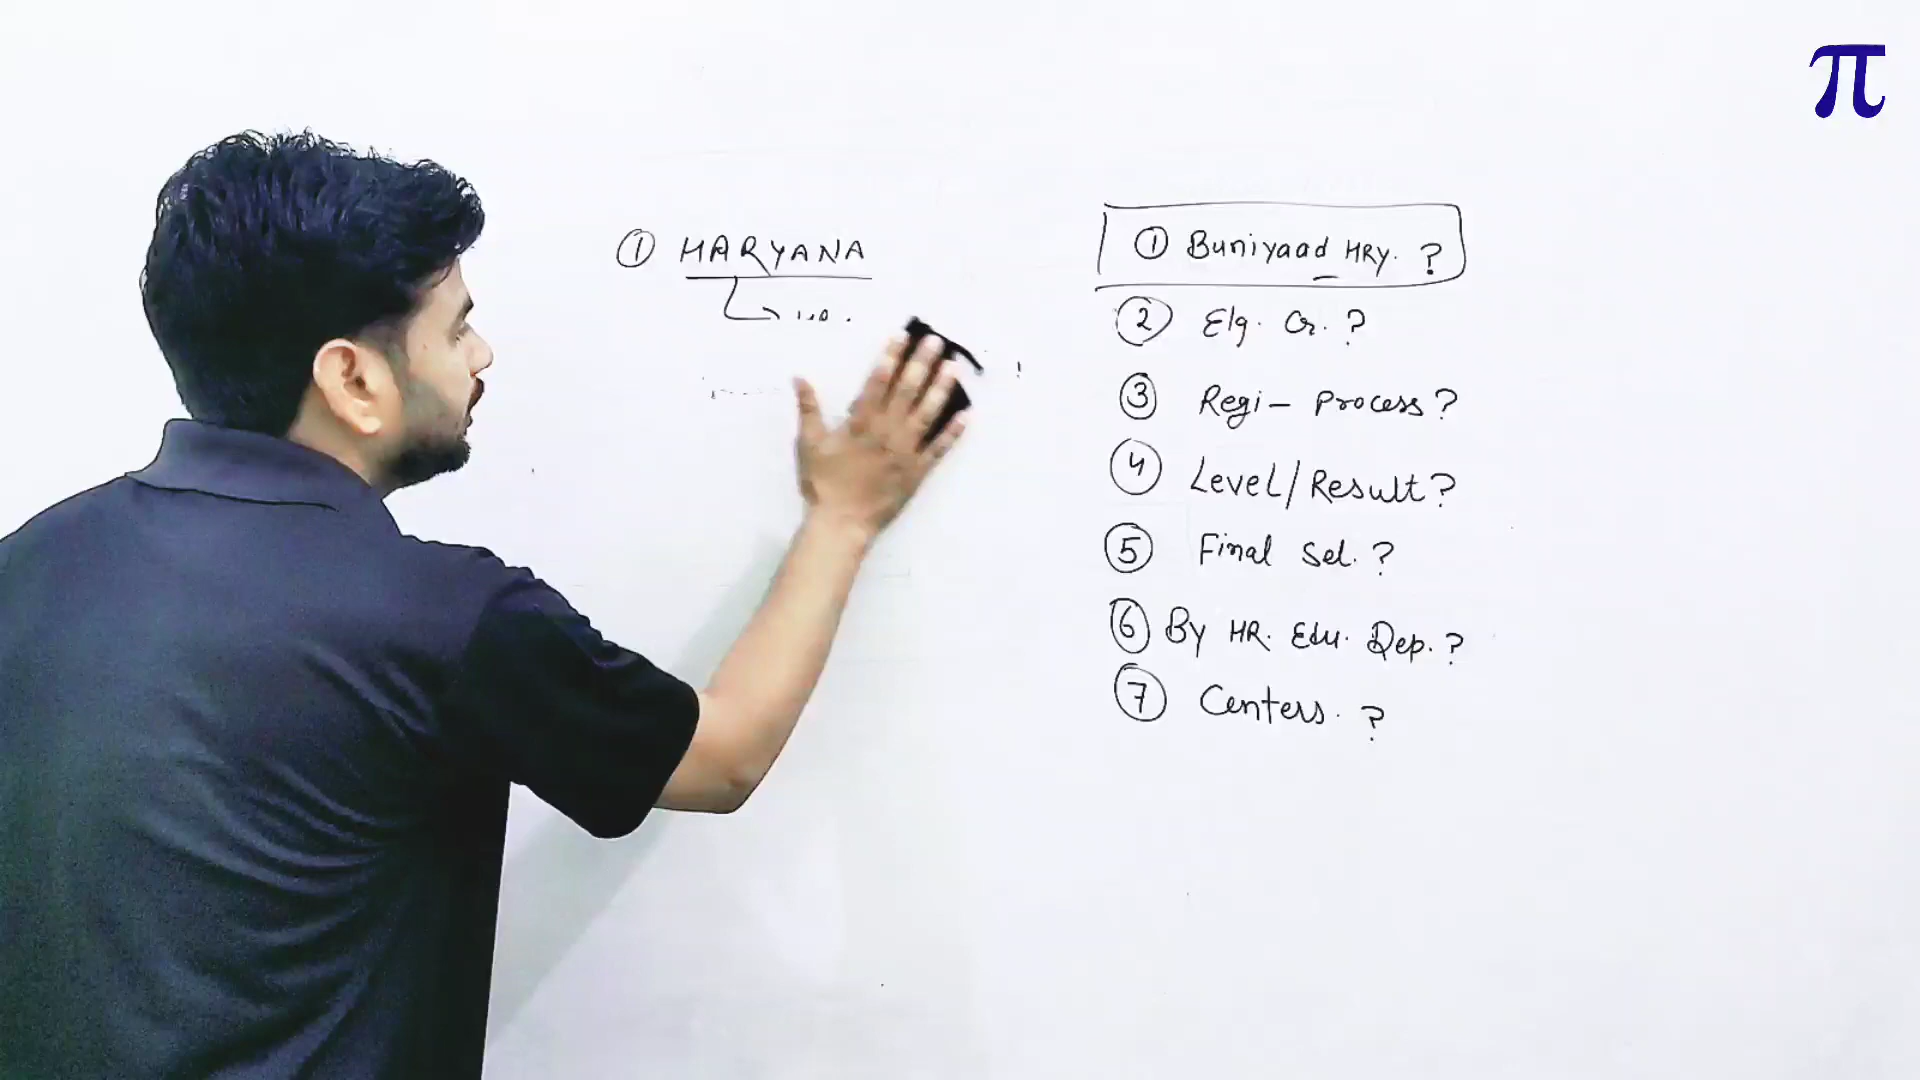 ① HARYANA
① Buniyaad HRY. ?
② Elg. Cr. ?
③ Regi - Process ?
④ Level/Result ?
⑤ Final Sel. ?
⑥ By HR. Edu. Dep. ?
⑦ Centers. ?
π